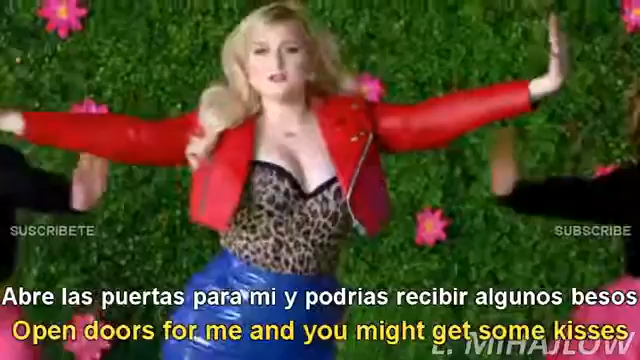 SUSCRIBETE
SUBSCRIBE
Abre las puertas para mi y podrias recibir algunos besos
Open doors for me and you might get some kisses
L. MIHAJLOW